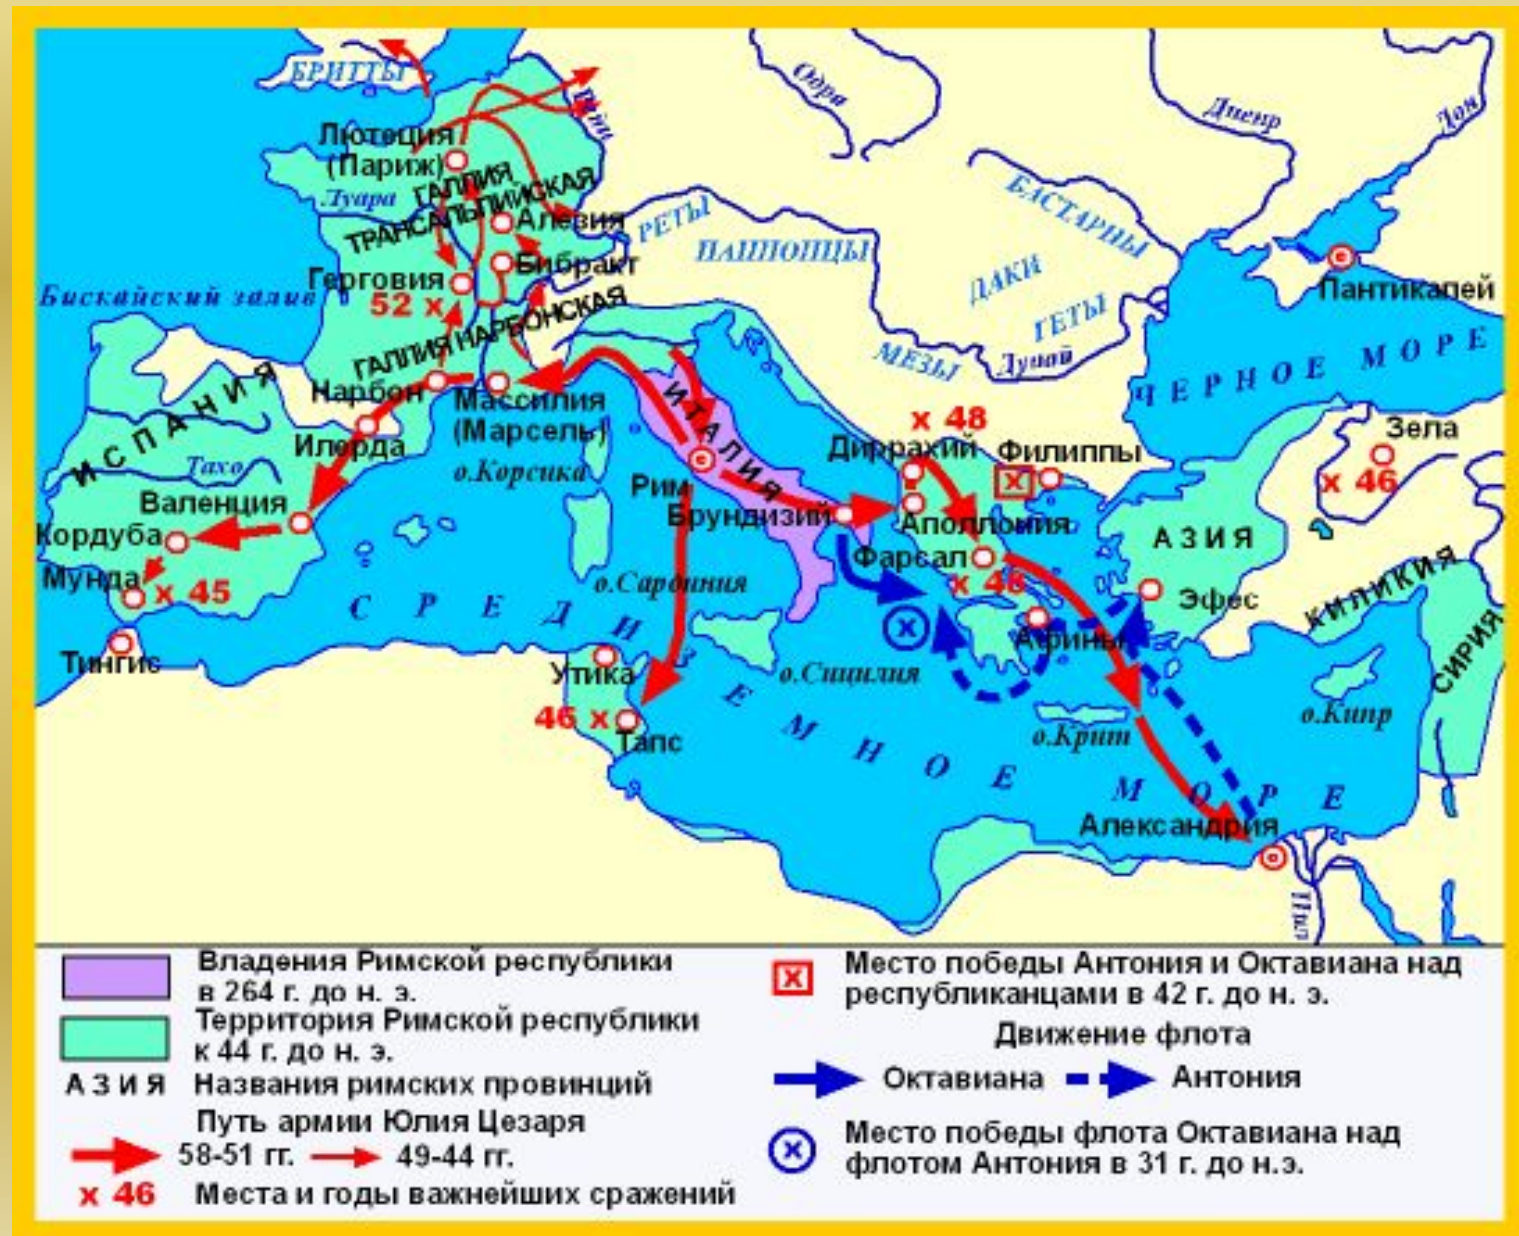 БРИТТЫ
Одра
Рейн
Днепр
Дон
Лютеция
(Париж)
Луара
ГАЛЛИЯ
ТРАНСАЛЬПИЙСКАЯ
Алезия
РЕТЫ
БАСТАРНЫ
ПАННОНЦЫ
Бибракт
Герговия
ДАКИ
Бискайский залив
52 x
ГЕТЫ
Пантикапей
ГАЛЛИЯ НАРБОНСКАЯ
МЕЗЫ
Дунай
ЧЕРНОЕ МОРЕ
Нарбон
Массилия
(Марсель)
ИТАЛИЯ
ИСПАНИЯ
Илерда
x 48
Диррахий
Филиппы
x
Зела
x 46
Тахо
о.Корсика
Рим
Валенция
Брундизий
Аполлония
Кордуба
Фарсал
x 48
АЗИЯ
Мунда
x 45
о.Сардиния
Эфес
КИЛИКИЯ
СИРИЯ
x
Афины
Тингис
Утика
о.Сицилия
46 x
Тапс
о.Крит
о.Кипр
СРЕДИЗЕМНОЕ МОРЕ
Александрия
Нил
Владения Римской республики
в 264 г. до н. э.
Территория Римской республики
к 44 г. до н. э.
АЗИЯ Названия римских провинций
Путь армии Юлия Цезаря
58-51 гг. 49-44 гг.
x 46 Места и годы важнейших сражений
x Место победы Антония и Октавиана над
республиканцами в 42 г. до н. э.
Движение флота
Октавиана Антония
x Место победы флота Октавиана над
флотом Антония в 31 г. до н.э.